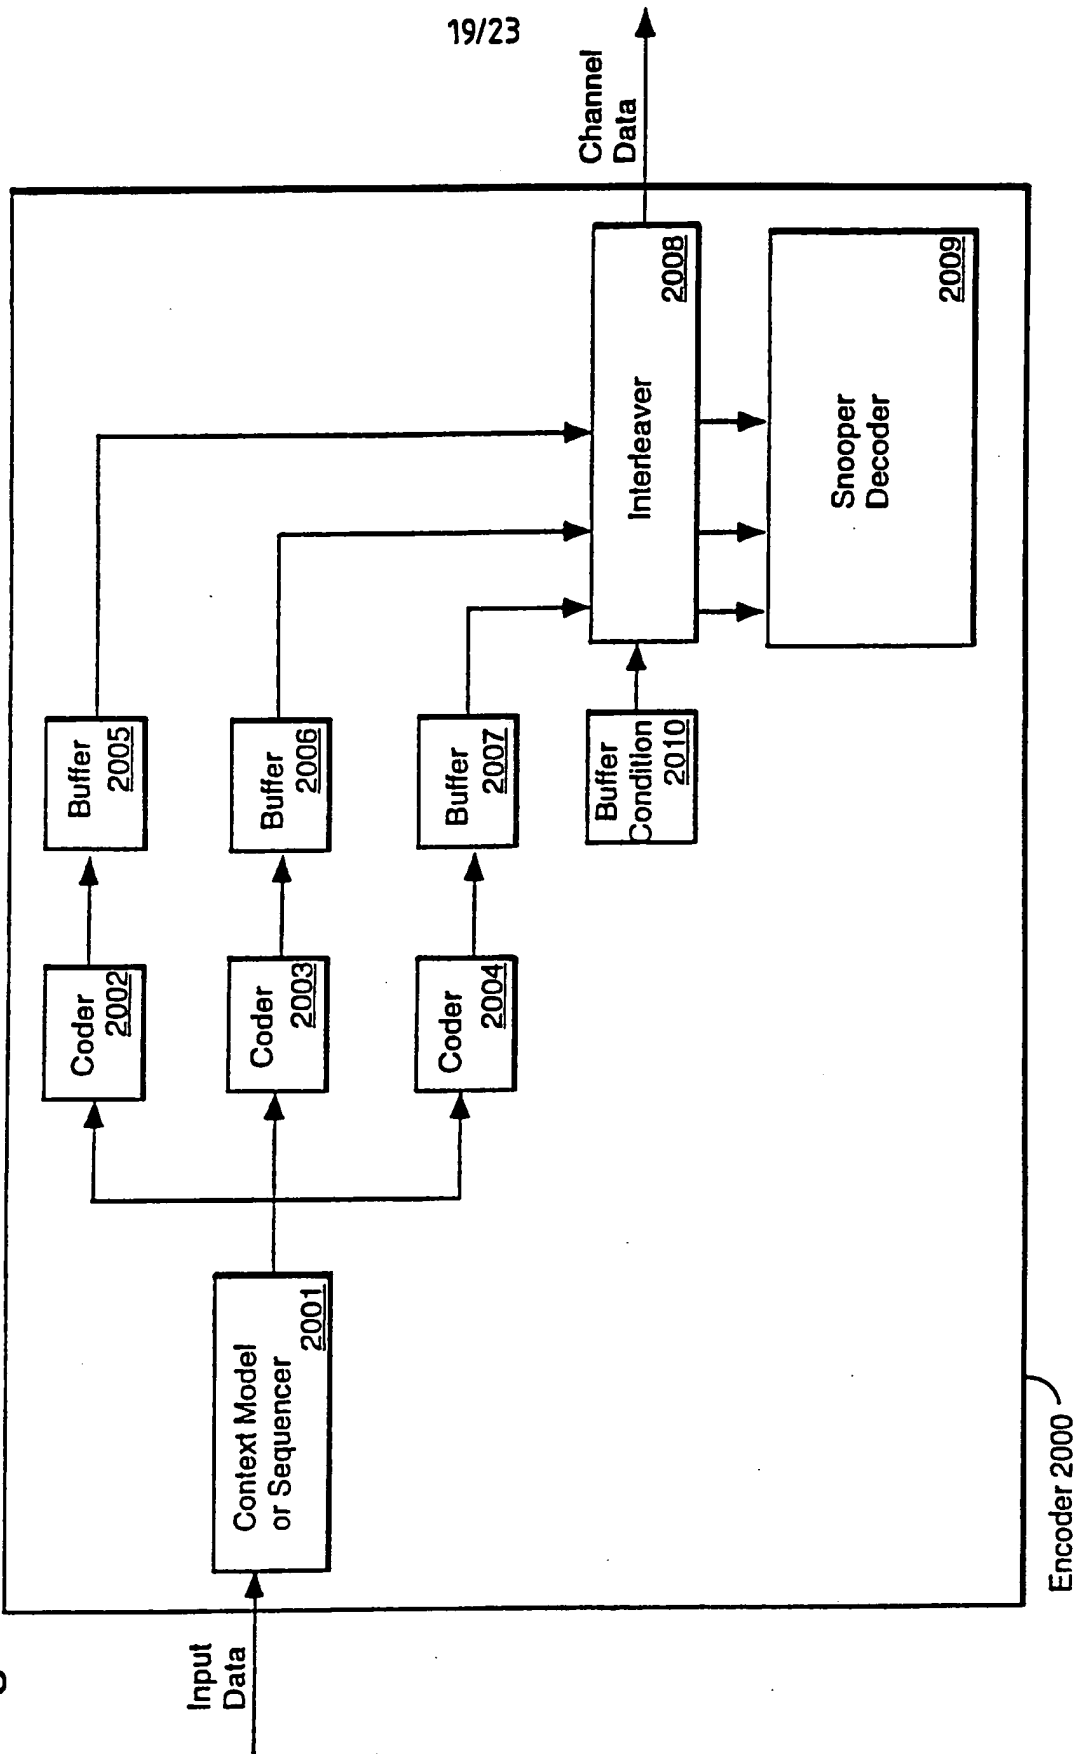 19/23
Input
Data
Context Model
or Sequencer
2001
Coder
2002
Coder
2003
Coder
2004
Buffer
2005
Buffer
2006
Buffer
2007
Buffer
Condition
2010
Interleaver
2008
Snooper
Decoder
2009
Channel
Data
Encoder 2000